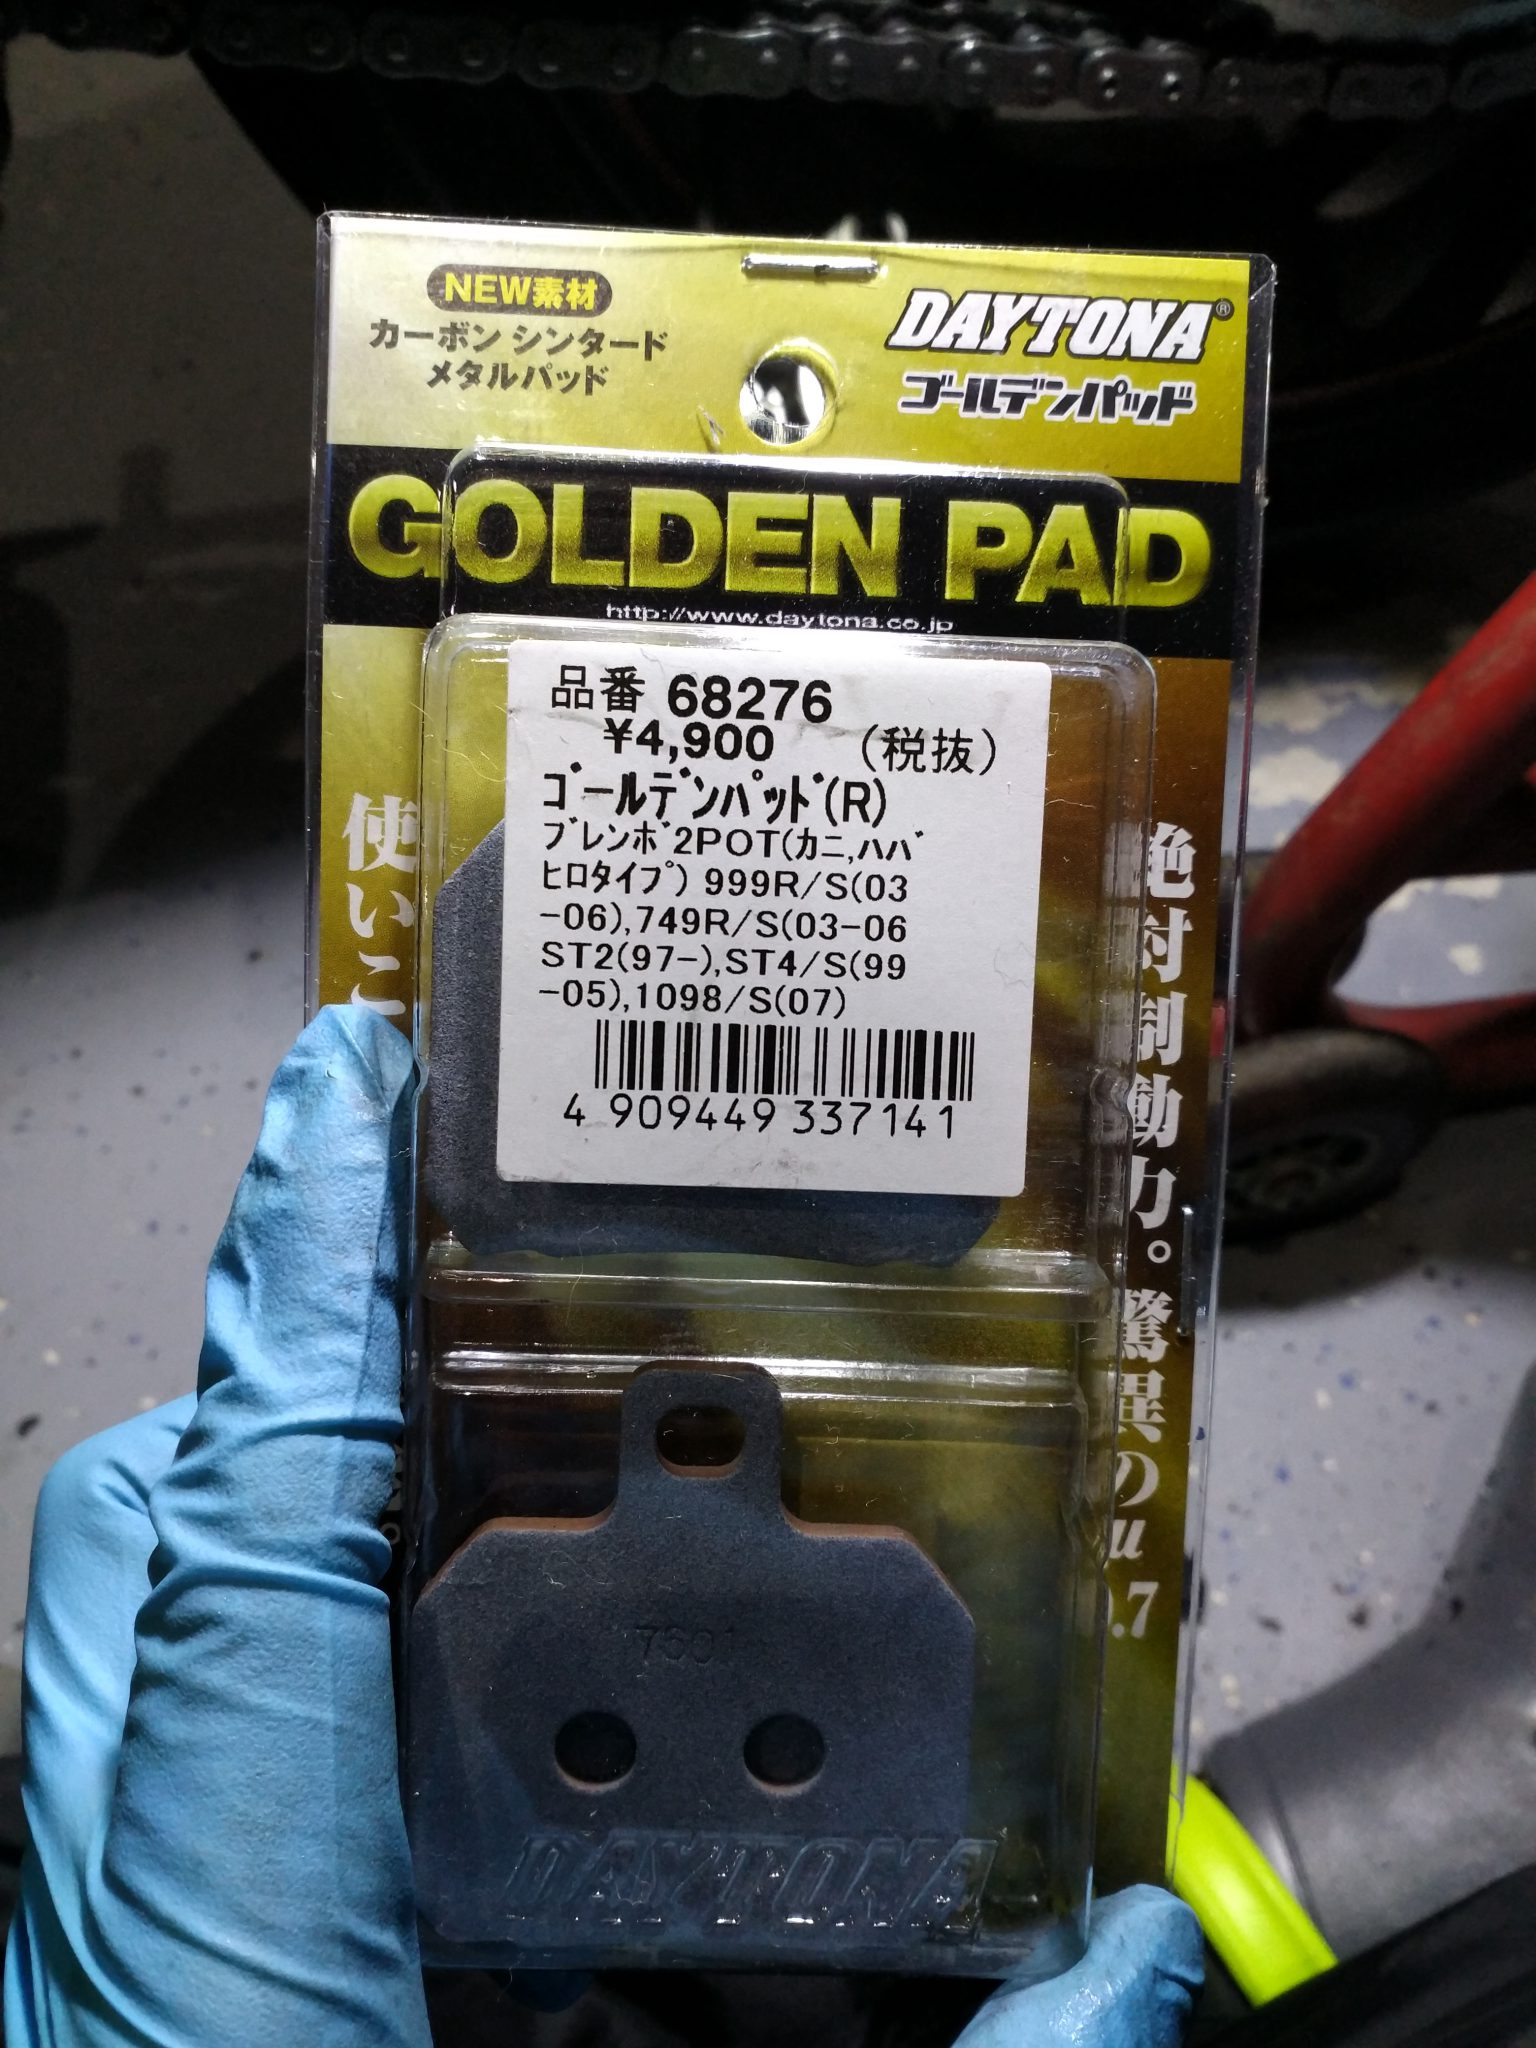 NEW素材
カーボン シンタード
メタルパッド
DAYTONA®
ゴールデンパッド
GOLDEN PAD
http://www.daytona.co.jp
品番 68276
¥4,900 (税抜)
ゴールデンパッド(R)
ブレンボ2POT(カニ,ハバ
ヒロタイプ) 999R/S(03
-06),749R/S(03-06
ST2(97-),ST4/S(99
-05),1098/S(07)
4 909449 337141
使いこ
絶対制動力。驚異のμ
.7
DAYTONA